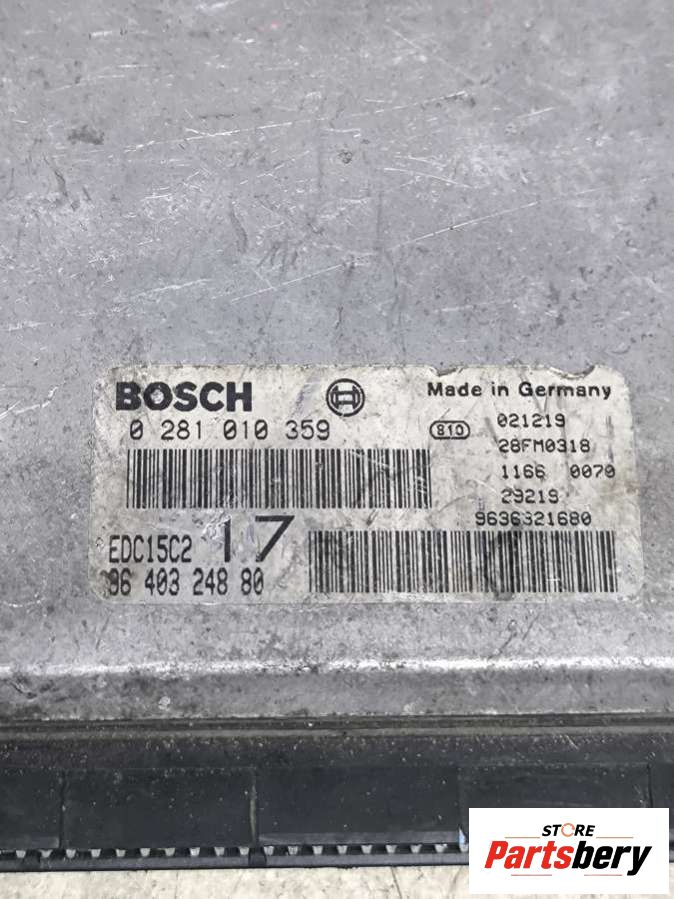 BOSCH
0 281 010 359
EDC15C2 17
96 403 248 80
Made in Germany
810
021219
28FM0318
1166 0070
29219
9636321680
STORE
Partsbery